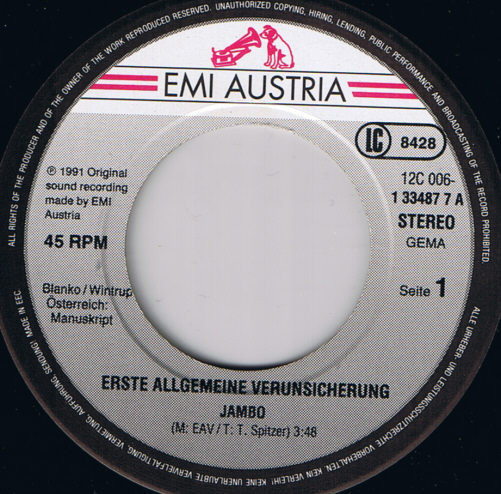 ALL RIGHTS OF THE PRODUCER AND OF THE OWNER OF THE WORK REPRODUCED RESERVED. UNAUTHORIZED COPYING, HIRING, LENDING, PUBLIC PERFORMANCE AND BROADCASTING OF THE RECORD PROHIBITED.
EMI AUSTRIA
LC 8428
℗ 1991 Original
sound recording
made by EMI
Austria
12C 006-
1 33487 7 A
STEREO
GEMA
45 RPM
Blanko / Wintrup
Österreich:
Manuskript
Seite 1
ERSTE ALLGEMEINE VERUNSICHERUNG
JAMBO
(M: EAV / T: T. Spitzer) 3:48
ALLE URHEBER- UND LEISTUNGSSCHUTZRECHTE VORBEHALTEN. KEIN VERLEIH! KEINE UNERLAUBTE VERVIELFÄLTIGUNG, VERMIETUNG, AUFFÜHRUNG, SENDUNG! MADE IN EEC.